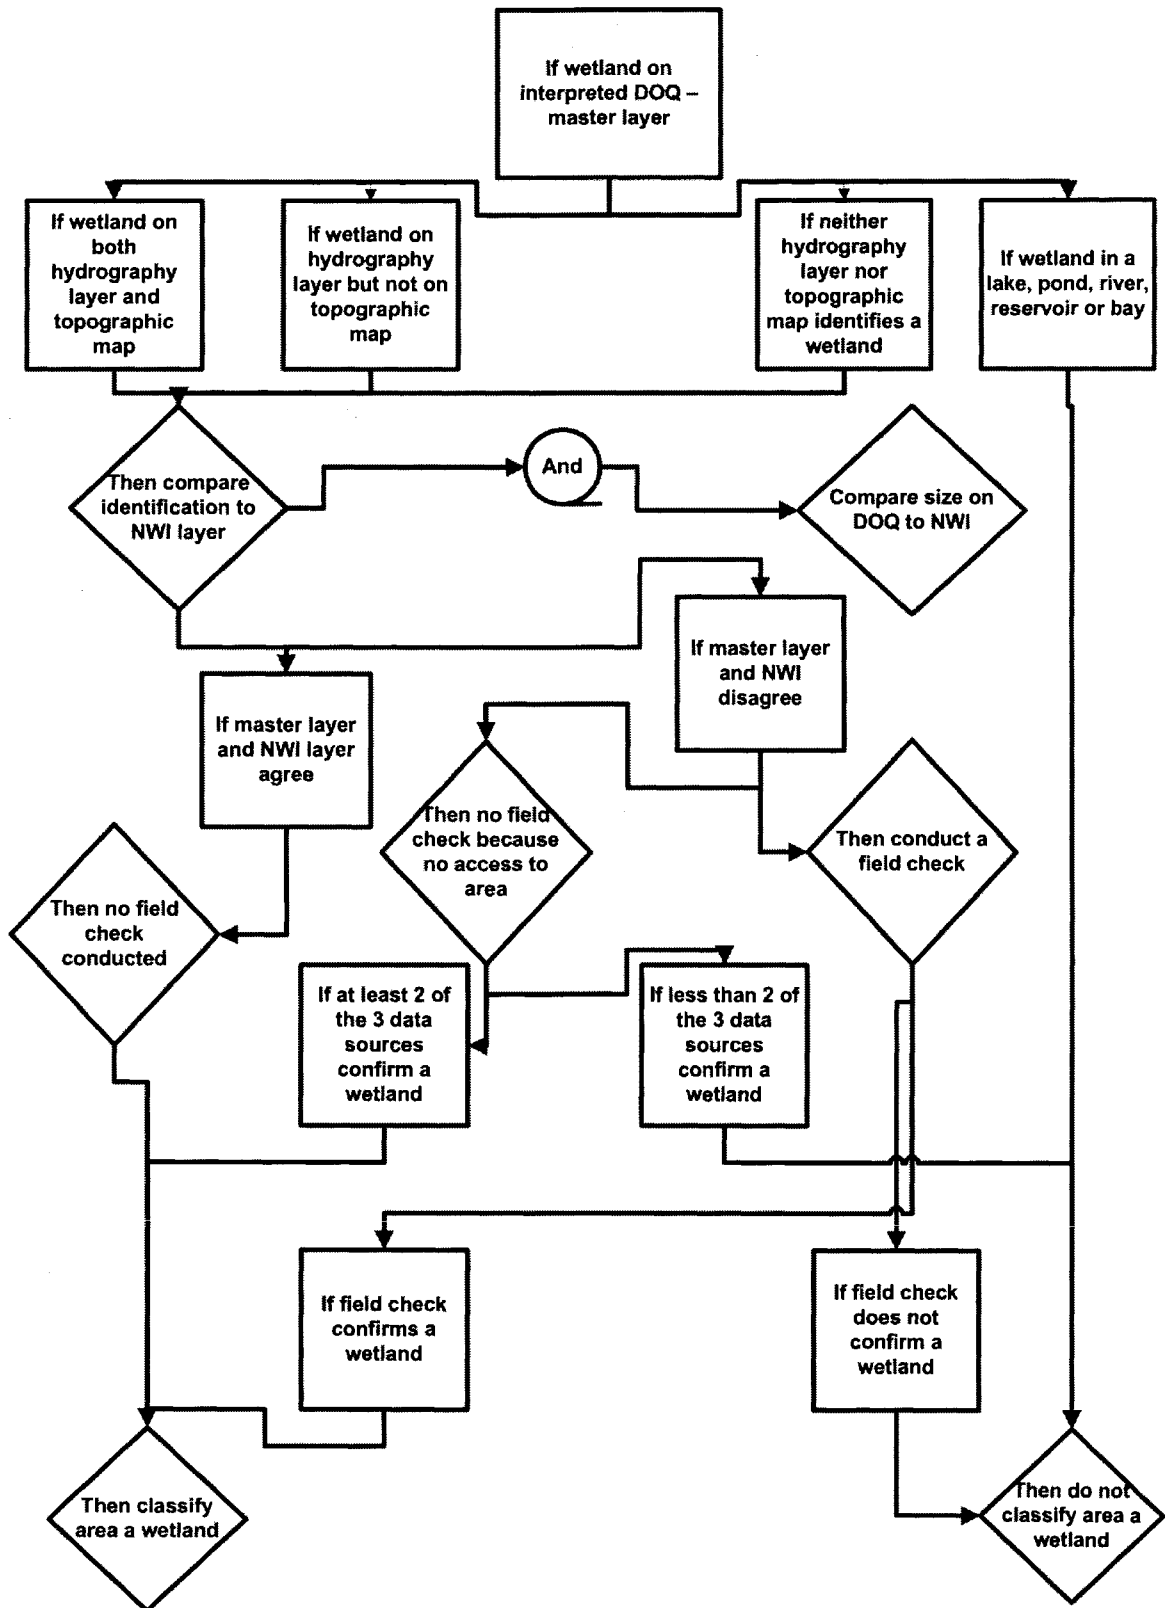 If wetland on
interpreted DOQ –
master layer
If wetland on
both
hydrography
layer and
topographic
map
If wetland on
hydrography
layer but not on
topographic
map
If neither
hydrography
layer nor
topographic
map identifies a
wetland
If wetland in a
lake, pond, river,
reservoir or bay
Then compare
identification to
NWI layer
And
Compare size on
DOQ to NWI
If master layer
and NWI
disagree
If master layer
and NWI layer
agree
Then no field
check because
no access to
area
Then conduct a
field check
Then no field
check
conducted
If at least 2 of
the 3 data
sources
confirm a
wetland
If less than 2 of
the 3 data
sources
confirm a
wetland
If field check
confirms a
wetland
If field check
does not
confirm a
wetland
Then classify
area a wetland
Then do not
classify area a
wetland